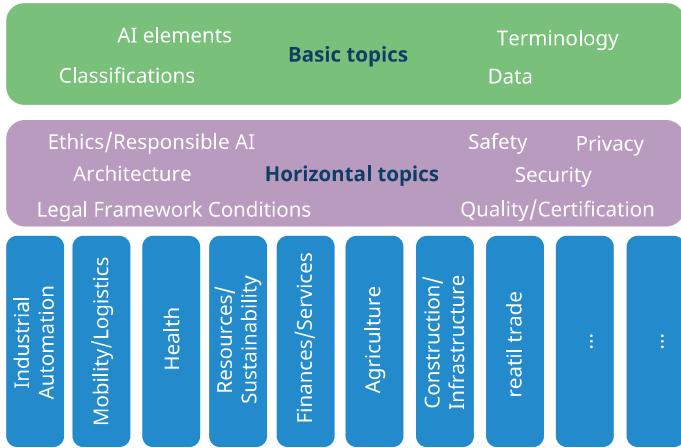 AI elements
Terminology
Basic topics
Classifications
Data
Ethics/Responsible AI
Safety
Privacy
Architecture
Horizontal topics
Security
Legal Framework Conditions
Quality/Certification
Industrial
Automation
Mobility/Logistics
Health
Resources/
Sustainability
Finances/Services
Agriculture
Construction/
Infrastructure
reatil trade
...
...